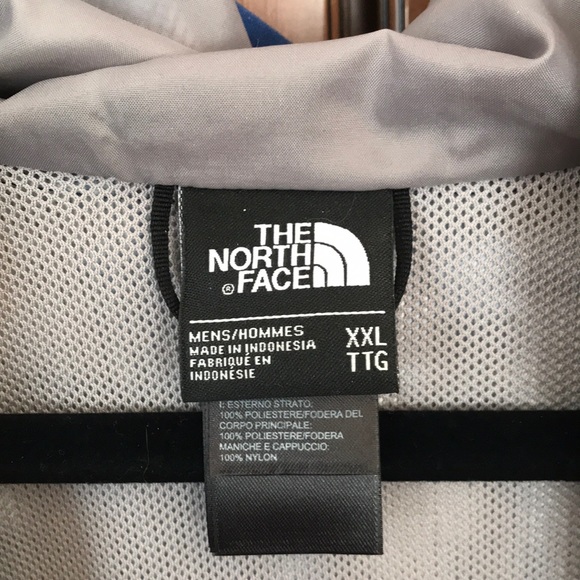 THE
NORTH
® FACE
MENS/HOMMES XXL
MADE IN INDONESIA
FABRIQUÉ EN TTG
INDONÉSIE
L'ESTERNO STRATO:
100% POLIESTERE/FODERA DEL
CORPO PRINCIPALE:
100% POLIESTERE/FODERA
MANICHE E CAPPUCCIO:
100% NYLON